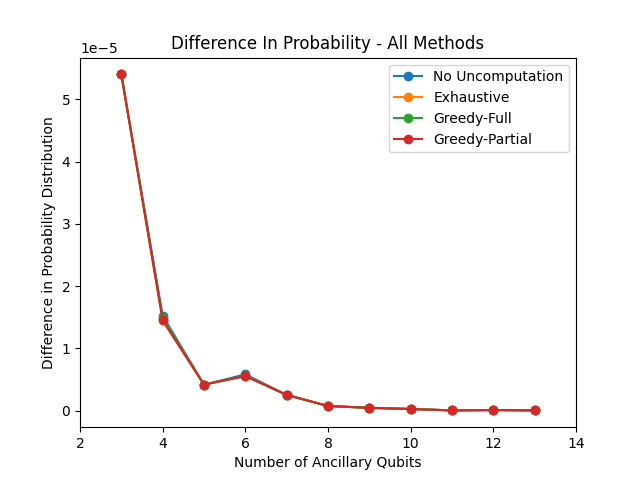 Difference In Probability - All Methods
1e−5
Difference in Probability Distribution
5
4
3
2
1
0
2
4
6
8
10
12
14
Number of Ancillary Qubits
No Uncomputation
Exhaustive
Greedy-Full
Greedy-Partial